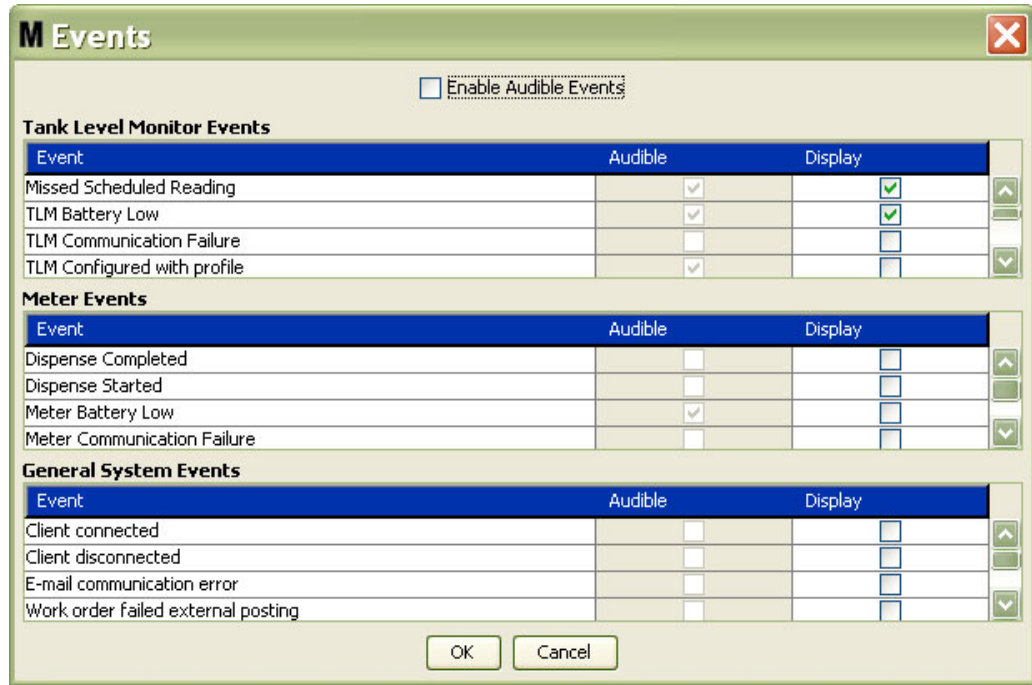 M Events
Enable Audible Events
Tank Level Monitor Events
Event Audible Display
Missed Scheduled Reading
TLM Battery Low
TLM Communication Failure
TLM Configured with profile
Meter Events
Event Audible Display
Dispense Completed
Dispense Started
Meter Battery Low
Meter Communication Failure
General System Events
Event Audible Display
Client connected
Client disconnected
E-mail communication error
Work order failed external posting
OK Cancel